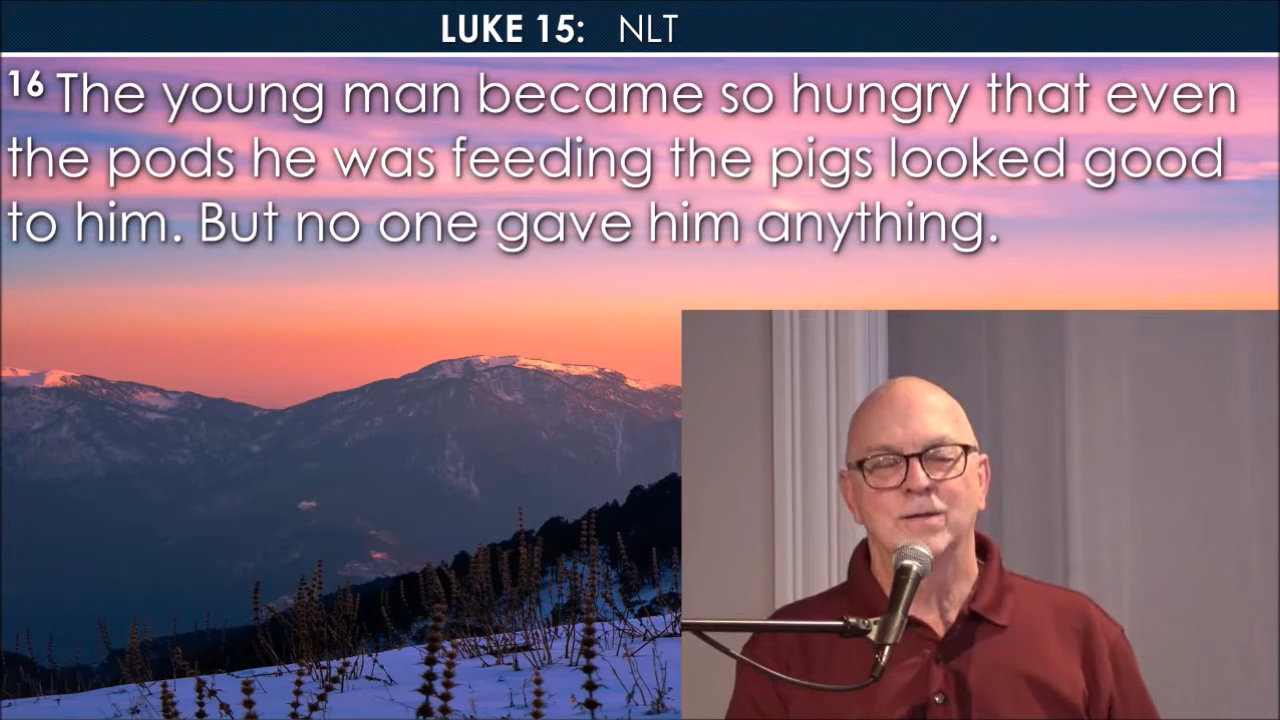 LUKE 15: NLT
16 The young man became so hungry that even
the pods he was feeding the pigs looked good
to him. But no one gave him anything.